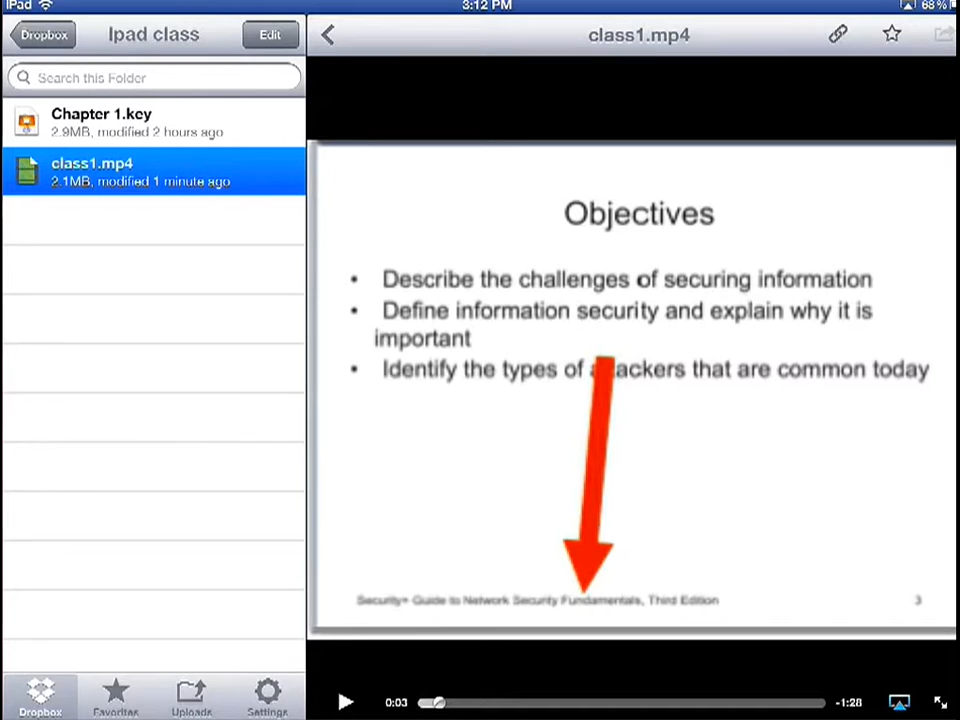 iPad
3:12 PM
68%
Dropbox
Ipad class
Edit
class1.mp4
Search this Folder
Chapter 1.key
2.9MB, modified 2 hours ago
class1.mp4
2.1MB, modified 1 minute ago
Objectives
• Describe the challenges of securing information
• Define information security and explain why it is
important
• Identify the types of attackers that are common today
Security+ Guide to Network Security Fundamentals, Third Edition
3
0:03
-1:28
Dropbox
Favorites
Uploads
Settings